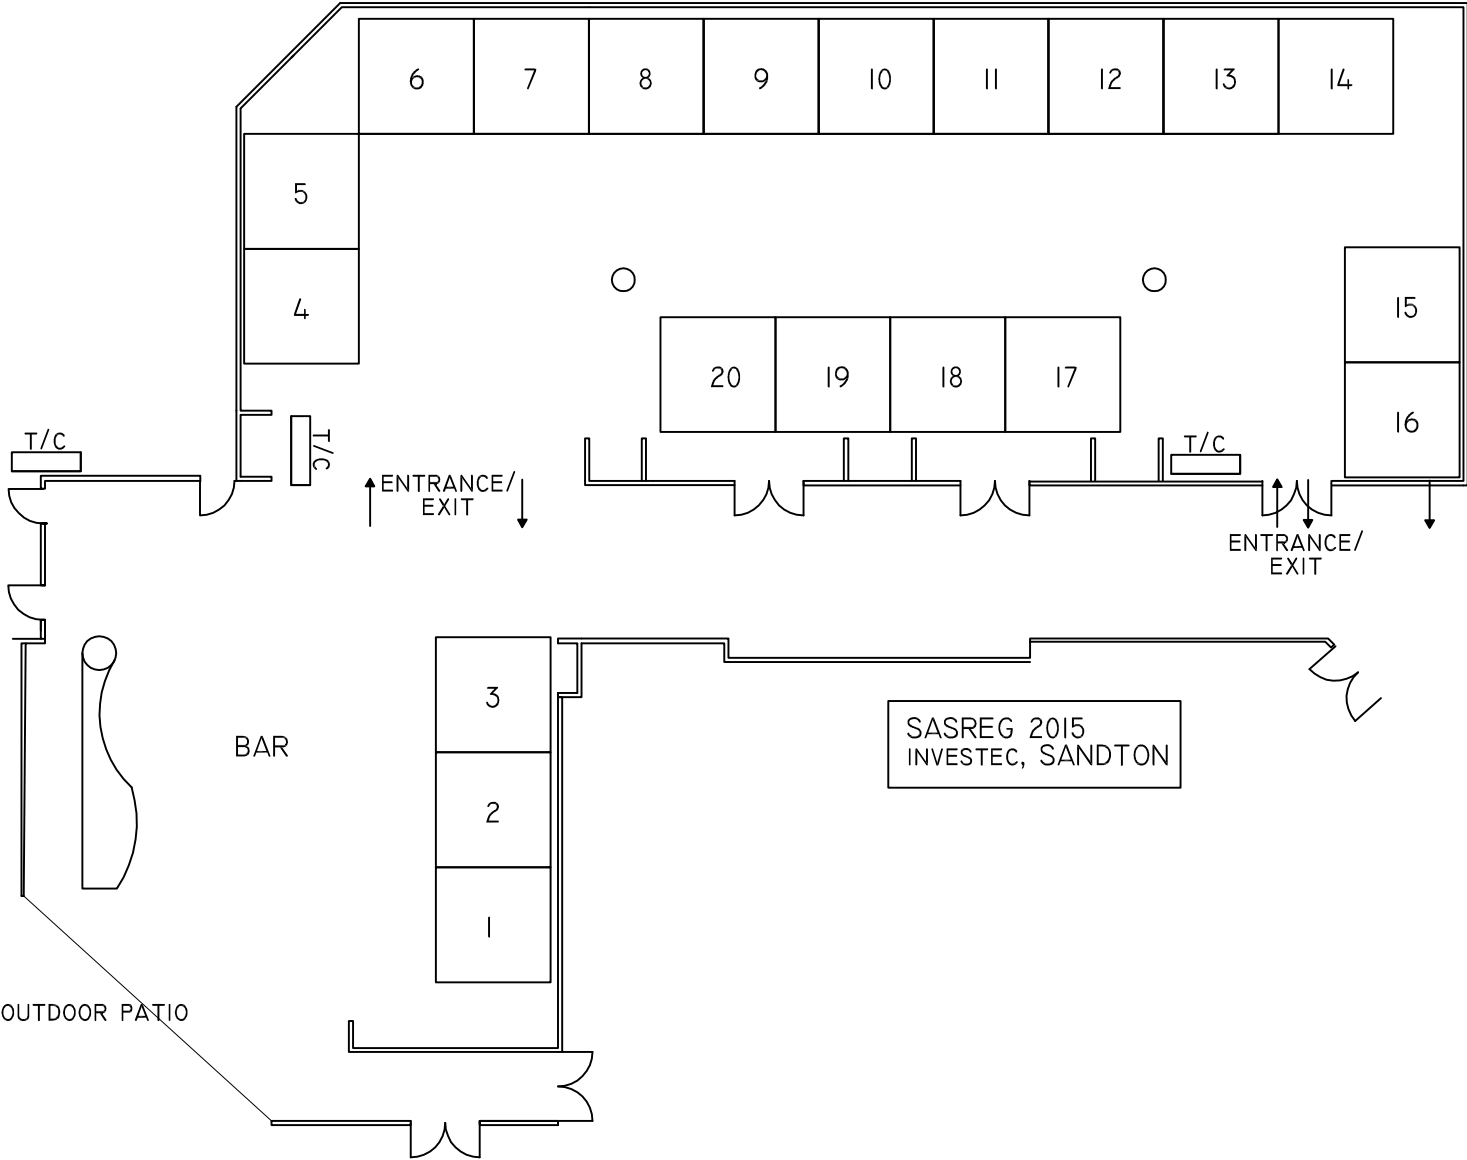 6 7 8 9 10 11 12 13 14
5
4
15
20 19 18 17
16
T/C
T/C
T/C
ENTRANCE/
EXIT
ENTRANCE/
EXIT
3
SASREG 2015
INVESTEC, SANDTON
BAR
2
1
OUTDOOR PATIO